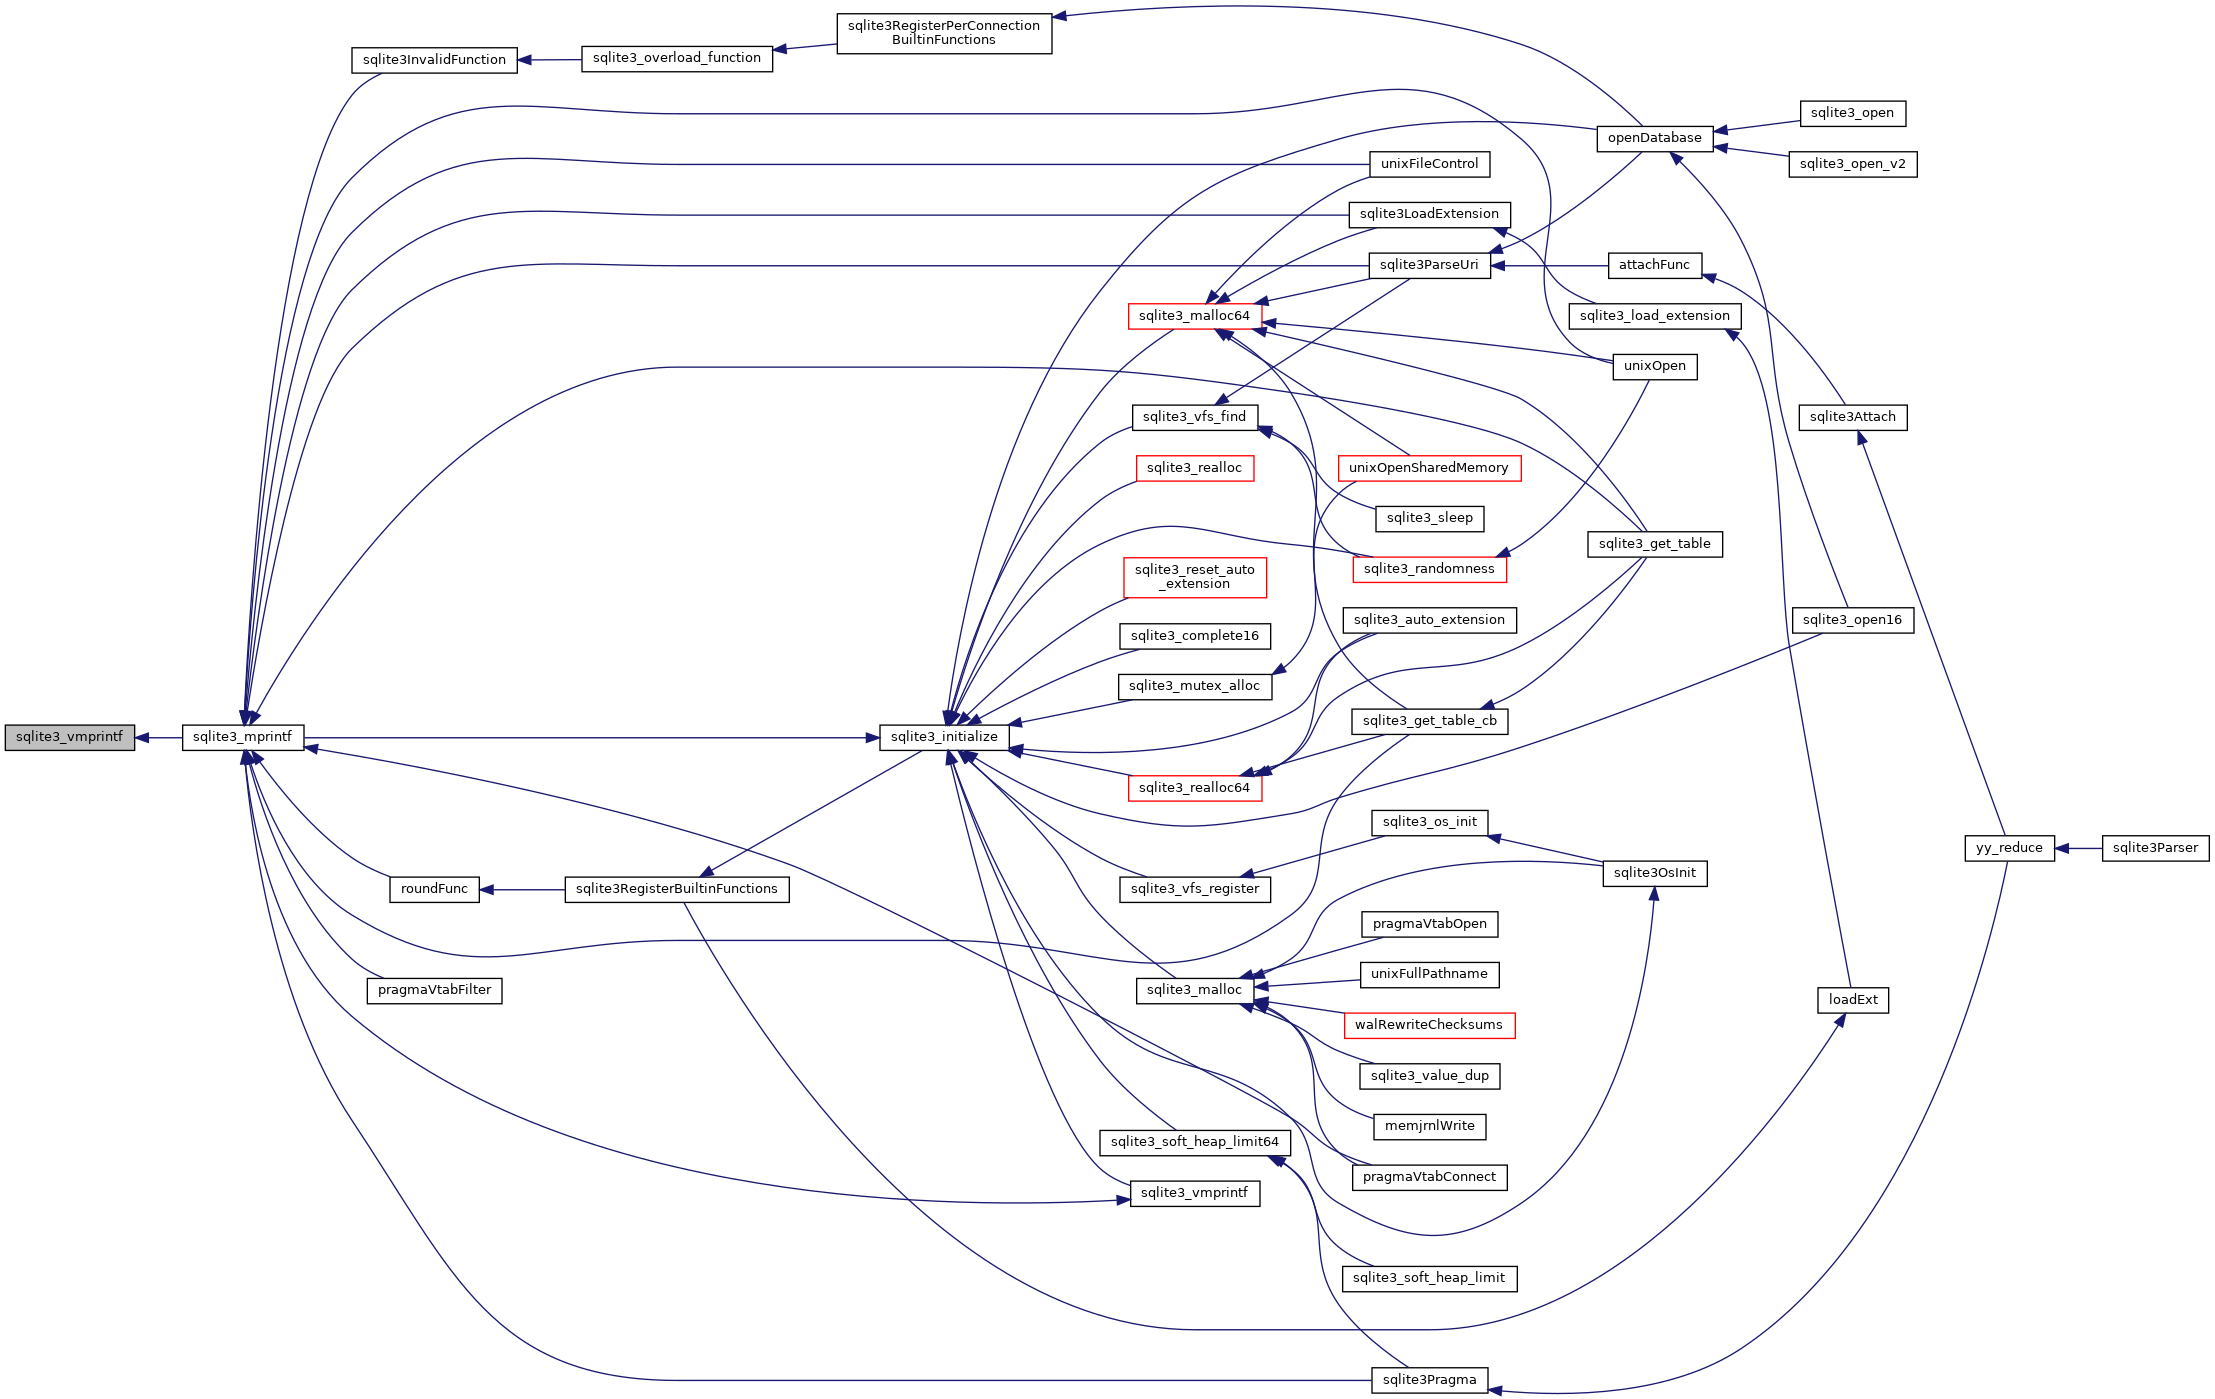 sqlite3RegisterPerConnection
BuiltinFunctions
sqlite3InvalidFunction
sqlite3_overload_function
sqlite3_open
openDatabase
sqlite3_open_v2
unixFileControl
sqlite3LoadExtension
sqlite3ParseUri
attachFunc
sqlite3_malloc64
sqlite3_load_extension
unixOpen
sqlite3_vfs_find
sqlite3Attach
sqlite3_realloc
unixOpenSharedMemory
sqlite3_sleep
sqlite3_get_table
sqlite3_randomness
sqlite3_reset_auto
_extension
sqlite3_auto_extension
sqlite3_open16
sqlite3_complete16
sqlite3_mutex_alloc
sqlite3_get_table_cb
sqlite3_vmprintf
sqlite3_mprintf
sqlite3_initialize
sqlite3_realloc64
sqlite3_os_init
yy_reduce
sqlite3Parser
sqlite3OsInit
roundFunc
sqlite3RegisterBuiltinFunctions
sqlite3_vfs_register
pragmaVtabOpen
unixFullPathname
pragmaVtabFilter
sqlite3_malloc
loadExt
walRewriteChecksums
sqlite3_value_dup
memjrnlWrite
sqlite3_soft_heap_limit64
pragmaVtabConnect
sqlite3_vmprintf
sqlite3_soft_heap_limit
sqlite3Pragma